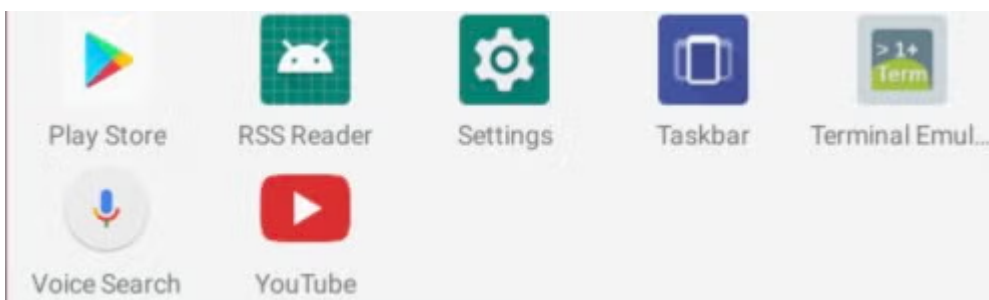 > 1+
Term
Play Store
RSS Reader
Settings
Taskbar
Terminal Emul...
Voice Search
YouTube